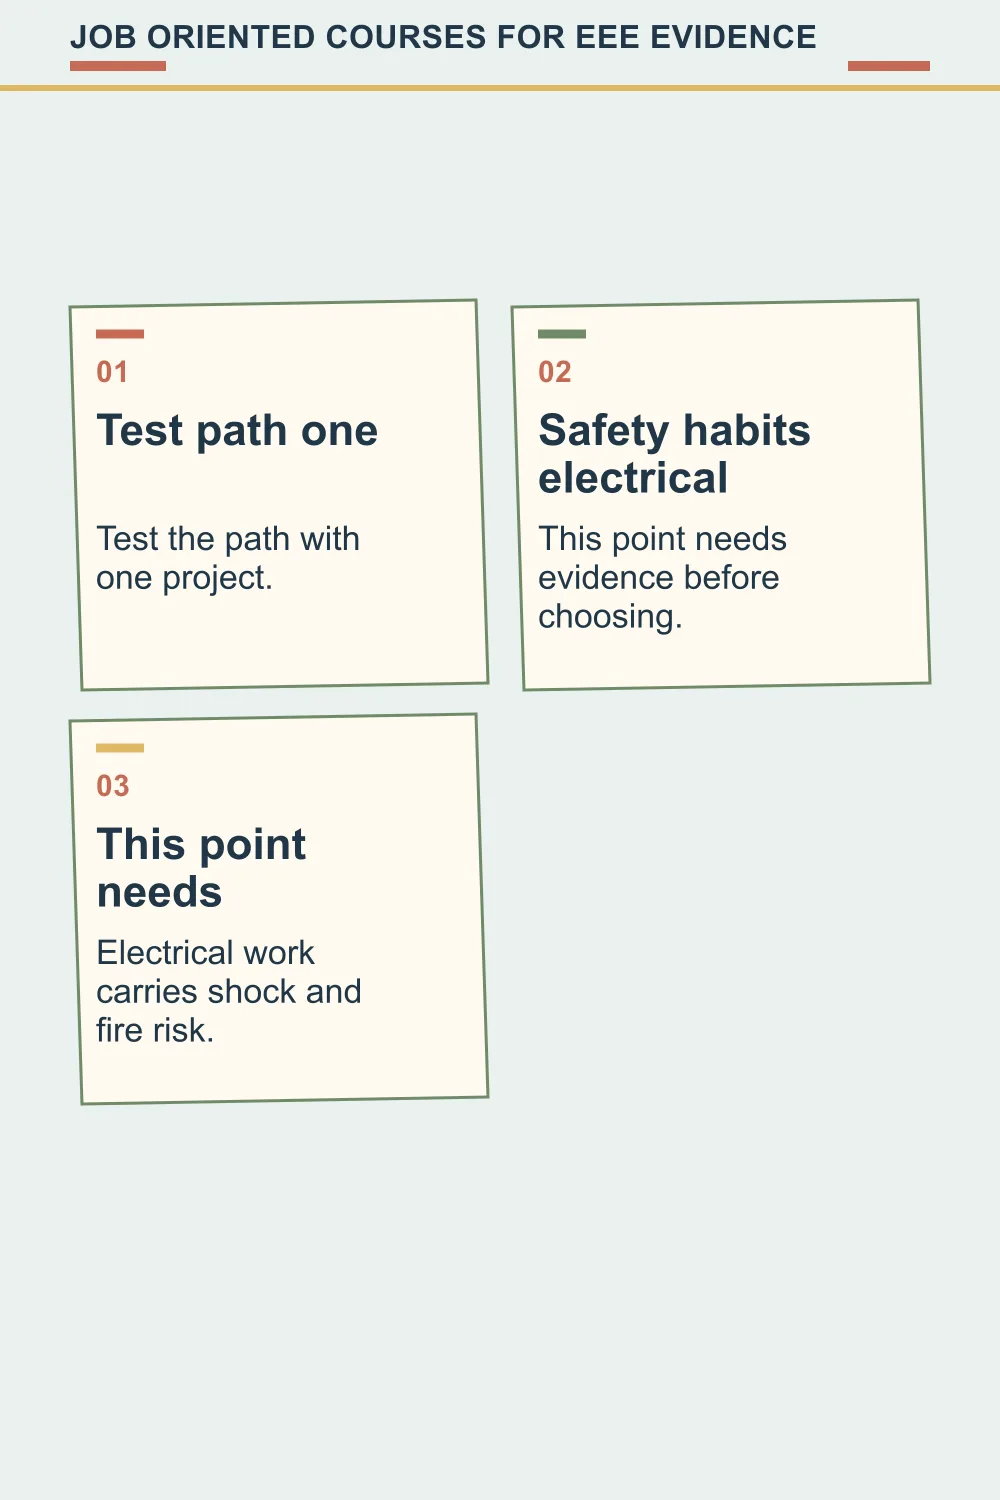 JOB ORIENTED COURSES FOR EEE EVIDENCE
01
Test path one
Test the path with
one project.
02
Safety habits
electrical
This point needs
evidence before
choosing.
03
This point
needs
Electrical work
carries shock and
fire risk.